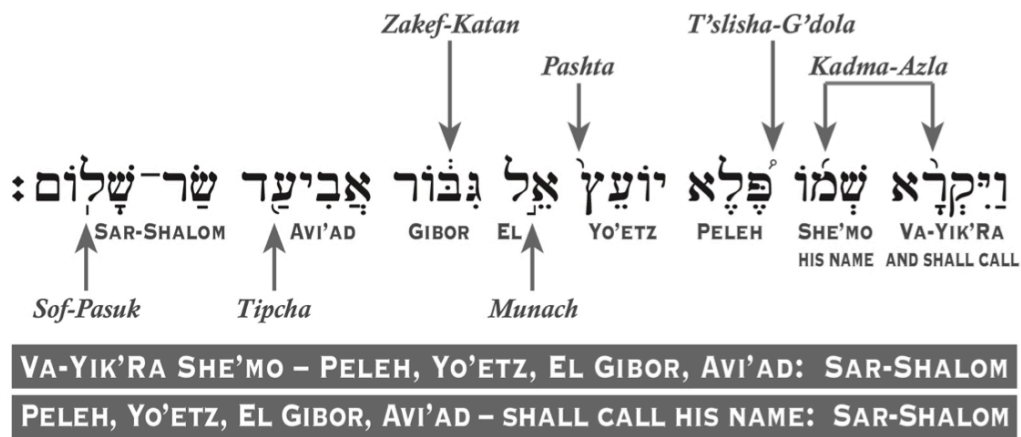 Zakef-Katan T’slisha-G’dola
Pashta Kadma-Azla
וַיִּקְרָ֨א שְׁמ֜וֹ פֶּ֠לֶא יוֹעֵץ֙ אֵ֣ל גִּבּ֔וֹר אֲבִיעַ֖ד שַׂר־שָׁלֽוֹם׃
SAR-SHALOM AVI’AD GIBOR EL YO’ETZ PELEH SHE’MO VA-YIK’RA
HIS NAME AND SHALL CALL
Sof-Pasuk Tipcha Munach
VA-YIK’RA SHE’MO – PELEH, YO’ETZ, EL GIBOR, AVI’AD: SAR-SHALOM
PELEH, YO’ETZ, EL GIBOR, AVI’AD – SHALL CALL HIS NAME: SAR-SHALOM